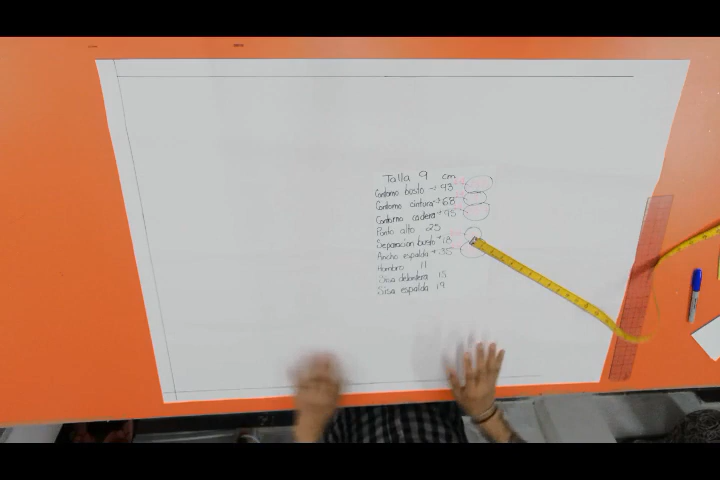 Talla 9 cm
Contorno busto → 93
Contorno cintura → 68
Contorno cadera → 95
Punto alto 25
Separacion busto → 18
Ancho espalda → 35
Hombro 11
Sisa delantera 15
Sisa espalda 19